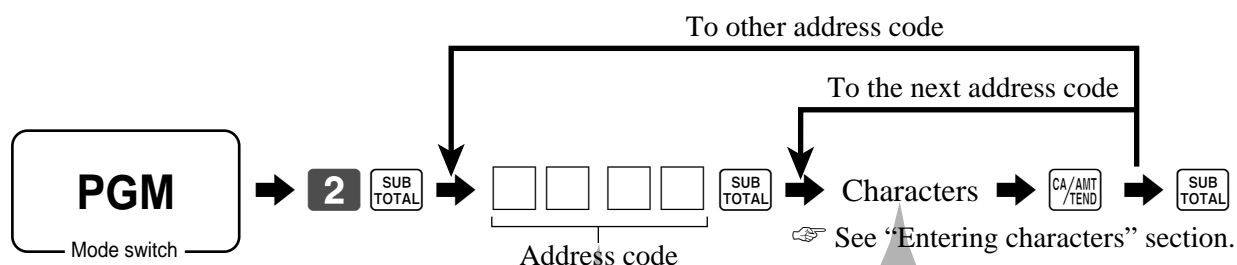 To other address code
To the next address code
PGM
Mode switch
2
SUB
TOTAL
SUB
TOTAL
Characters
CA/AMT
/TEND
SUB
TOTAL
Address code
☞ See “Entering characters” section.